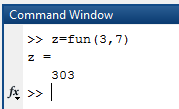 Command Window
>> z=fun(3,7)
z =
303
fx >>